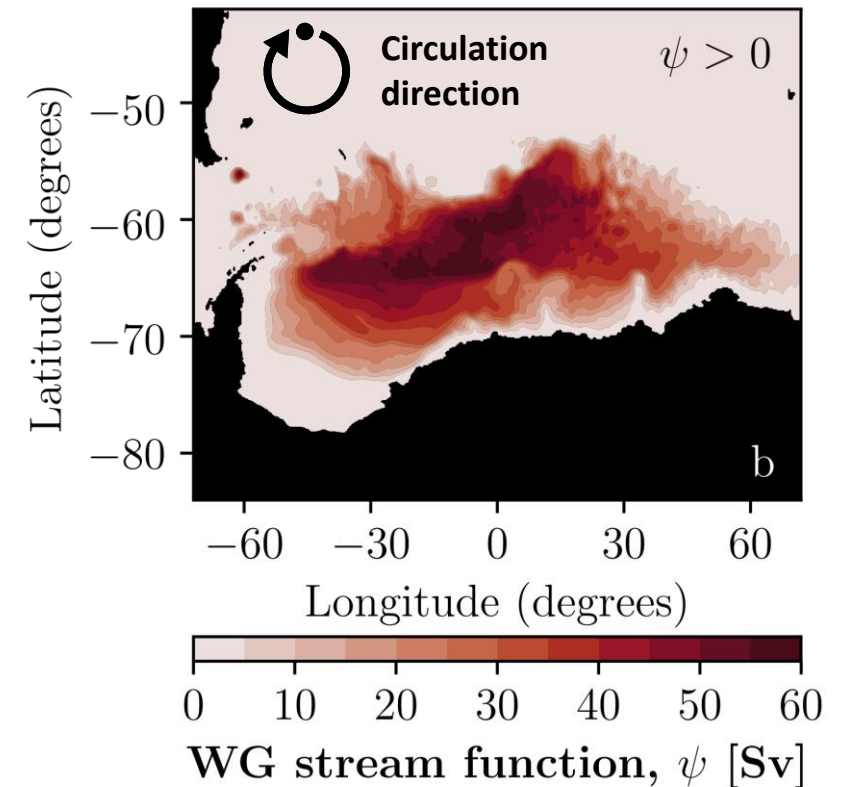 Circulation
direction
ψ > 0
Latitude (degrees)
−50
−60
−70
−80
b
−60 −30 0 30 60
Longitude (degrees)
0 10 20 30 40 50 60
WG stream function, ψ [Sv]